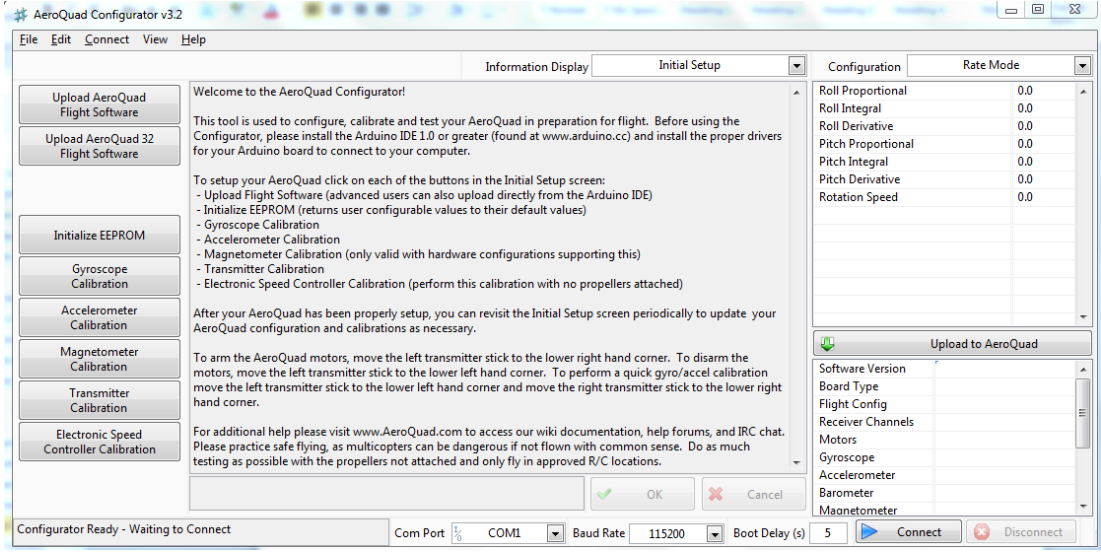 AeroQuad Configurator v3.2
File Edit Connect View Help
Information Display Initial Setup
Configuration Rate Mode
Upload AeroQuad
Flight Software
Upload AeroQuad 32
Flight Software
Initialize EEPROM
Gyroscope
Calibration
Accelerometer
Calibration
Magnetometer
Calibration
Transmitter
Calibration
Electronic Speed
Controller Calibration
Welcome to the AeroQuad Configurator!
This tool is used to configure, calibrate and test your AeroQuad in preparation for flight. Before using the
Configurator, please install the Arduino IDE 1.0 or greater (found at www.arduino.cc) and install the proper drivers
for your Arduino board to connect to your computer.
To setup your AeroQuad click on each of the buttons in the Initial Setup screen:
- Upload Flight Software (advanced users can also upload directly from the Arduino IDE)
- Initialize EEPROM (returns user configurable values to their default values)
- Gyroscope Calibration
- Accelerometer Calibration
- Magnetometer Calibration (only valid with hardware configurations supporting this)
- Transmitter Calibration
- Electronic Speed Controller Calibration (perform this calibration with no propellers attached)
After your AeroQuad has been properly setup, you can revisit the Initial Setup screen periodically to update your
AeroQuad configuration and calibrations as necessary.
To arm the AeroQuad motors, move the left transmitter stick to the lower right hand corner. To disarm the
motors, move the left transmitter stick to the lower left hand corner. To perform a quick gyro/accel calibration
move the left transmitter stick to the lower left hand corner and move the right transmitter stick to the lower right
hand corner.
For additional help please visit www.AeroQuad.com to access our wiki documentation, help forums, and IRC chat.
Please practice safe flying, as multicopters can be dangerous if not flown with common sense. Do as much
testing as possible with the propellers not attached and only fly in approved R/C locations.
OK Cancel
Roll Proportional 0.0
Roll Integral 0.0
Roll Derivative 0.0
Pitch Proportional 0.0
Pitch Integral 0.0
Pitch Derivative 0.0
Rotation Speed 0.0
Upload to AeroQuad
Software Version
Board Type
Flight Config
Receiver Channels
Motors
Gyroscope
Accelerometer
Barometer
Magnetometer
Configurator Ready - Waiting to Connect
Com Port COM1 Baud Rate 115200 Boot Delay (s) 5 Connect Disconnect